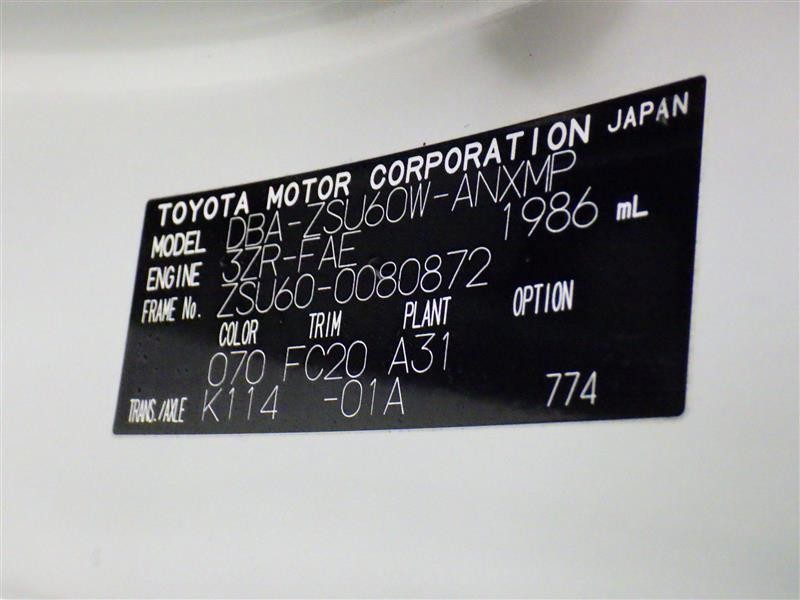 TOYOTA MOTOR CORPORATION JAPAN
MODEL DBA-ZSU60W-ANXMP
ENGINE 3ZR-FAE 1986 mL
FRAME No. ZSU60-0080872
COLOR TRIM PLANT OPTION
070 FC20 A31
TRANS./AXLE K114 -01A 774